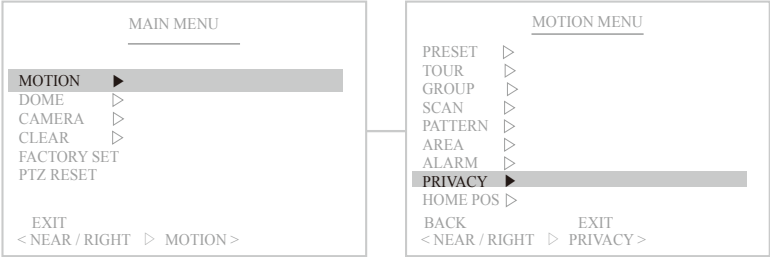 MAIN MENU
MOTION ▶
DOME ▷
CAMERA ▷
CLEAR ▷
FACTORY SET
PTZ RESET
EXIT
< NEAR / RIGHT ▷ MOTION >
MOTION MENU
PRESET ▷
TOUR ▷
GROUP ▷
SCAN ▷
PATTERN ▷
AREA ▷
ALARM ▷
PRIVACY ▶
HOME POS ▷
BACK EXIT
< NEAR / RIGHT ▷ PRIVACY >